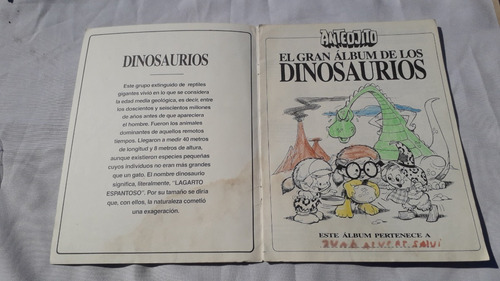 DINOSAURIOS
Este grupo extinguido de reptiles
gigantes vivió en lo que se considera
la edad media geológica, es decir, entre
los doscientos y seiscientos millones
de años antes de que apareciera
el hombre. Fueron los animales
dominantes de aquellos remotos
tiempos. Llegaron a medir 40 metros
de longitud y 8 metros de altura,
aunque existieron especies pequeñas
cuyos individuos no eran más grandes
que un gato. El nombre dinosaurio
significa, literalmente, "LAGARTO
ESPANTOSO". Por su tamaño se diría
que, con ellos, la naturaleza cometió
una exageración.
ANTEOJITO
EL GRAN ÁLBUM DE LOS
DINOSAURIOS
ESTE ÁLBUM PERTENECE A